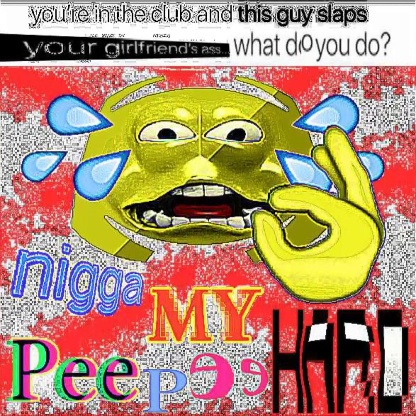 you're in the club and this guy slaps
your girlfriend's ass... what do you do?
nigga
MY
Peepee HARD